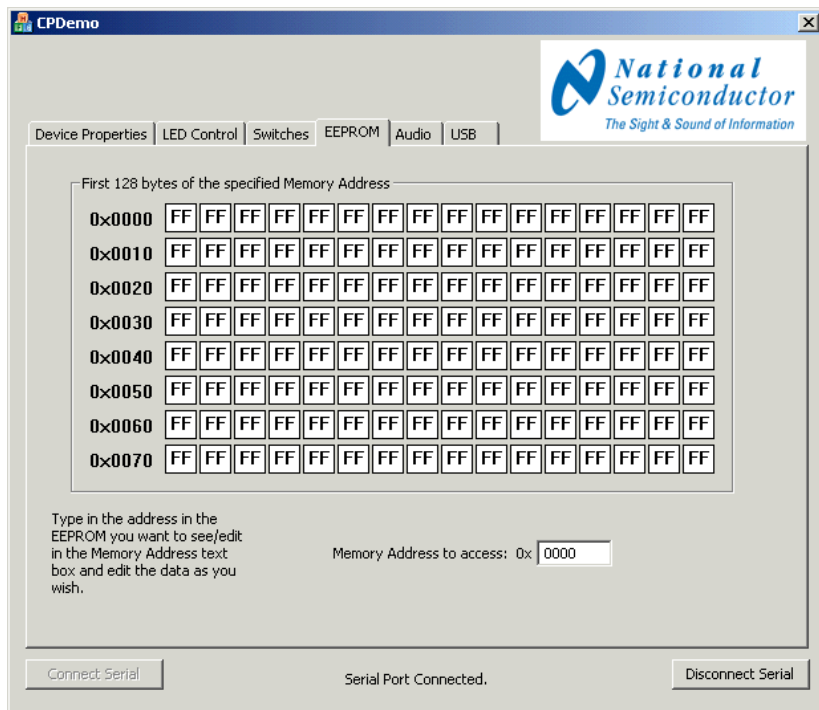 CPDemo
National
Semiconductor
The Sight & Sound of Information
Device Properties LED Control Switches EEPROM Audio USB
First 128 bytes of the specified Memory Address
0x0000 FF FF FF FF FF FF FF FF FF FF FF FF FF FF FF FF
0x0010 FF FF FF FF FF FF FF FF FF FF FF FF FF FF FF FF
0x0020 FF FF FF FF FF FF FF FF FF FF FF FF FF FF FF FF
0x0030 FF FF FF FF FF FF FF FF FF FF FF FF FF FF FF FF
0x0040 FF FF FF FF FF FF FF FF FF FF FF FF FF FF FF FF
0x0050 FF FF FF FF FF FF FF FF FF FF FF FF FF FF FF FF
0x0060 FF FF FF FF FF FF FF FF FF FF FF FF FF FF FF FF
0x0070 FF FF FF FF FF FF FF FF FF FF FF FF FF FF FF FF
Type in the address in the
EEPROM you want to see/edit
in the Memory Address text
box and edit the data as you
wish.
Memory Address to access: 0x 0000
Connect Serial Serial Port Connected. Disconnect Serial